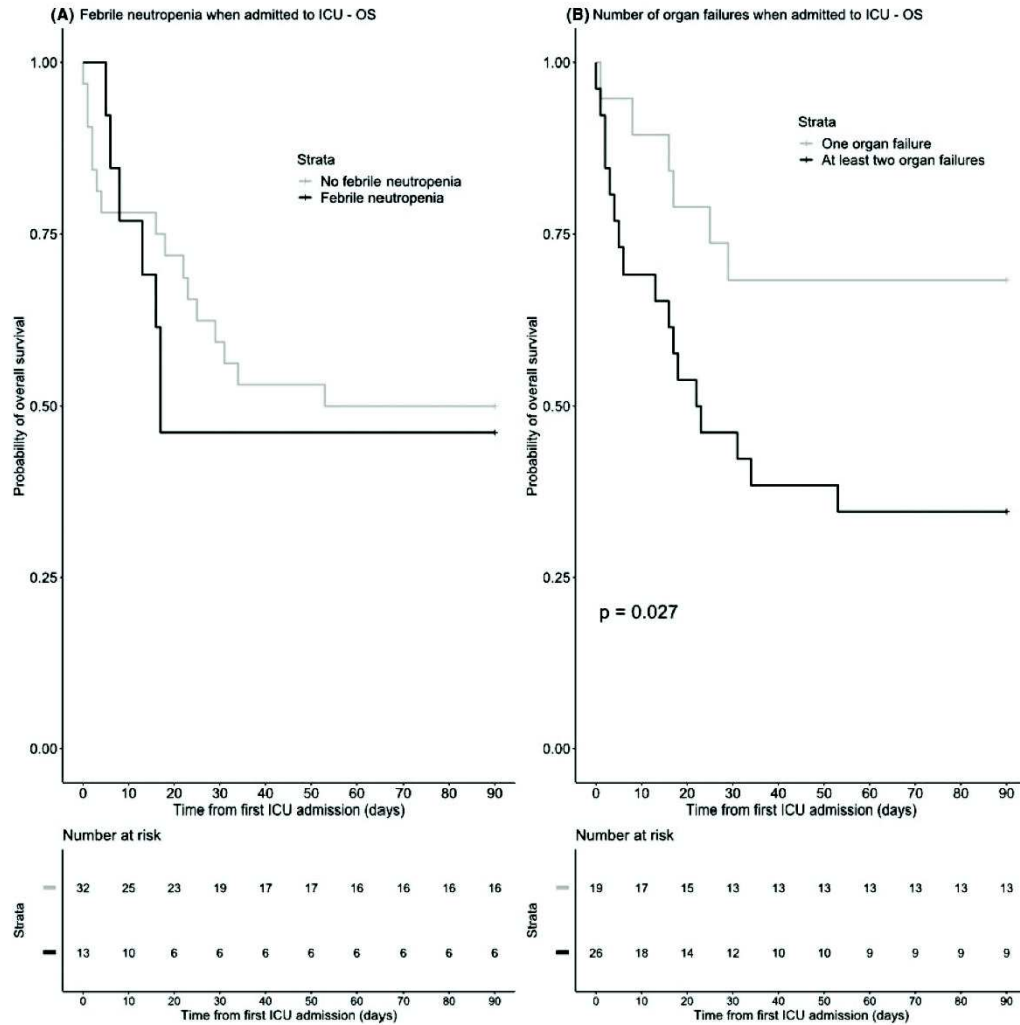 (A) Febrile neutropenia when admitted to ICU - OS
1.00
0.75
0.50
0.25
0.00
Probability of overall survival
Strata
No febrile neutropenia
Febrile neutropenia
0 10 20 30 40 50 60 70 80 90
Time from first ICU admission (days)
Number at risk
Strata
32 25 23 19 17 17 16 16 16 16
13 10 6 6 6 6 6 6 6 6
0 10 20 30 40 50 60 70 80 90
Time from first ICU admission (days)
(B) Number of organ failures when admitted to ICU - OS
1.00
0.75
0.50
0.25
0.00
Probability of overall survival
Strata
One organ failure
At least two organ failures
p = 0.027
0 10 20 30 40 50 60 70 80 90
Time from first ICU admission (days)
Number at risk
Strata
19 17 15 13 13 13 13 13 13 13
26 18 14 12 10 10 9 9 9 9
0 10 20 30 40 50 60 70 80 90
Time from first ICU admission (days)